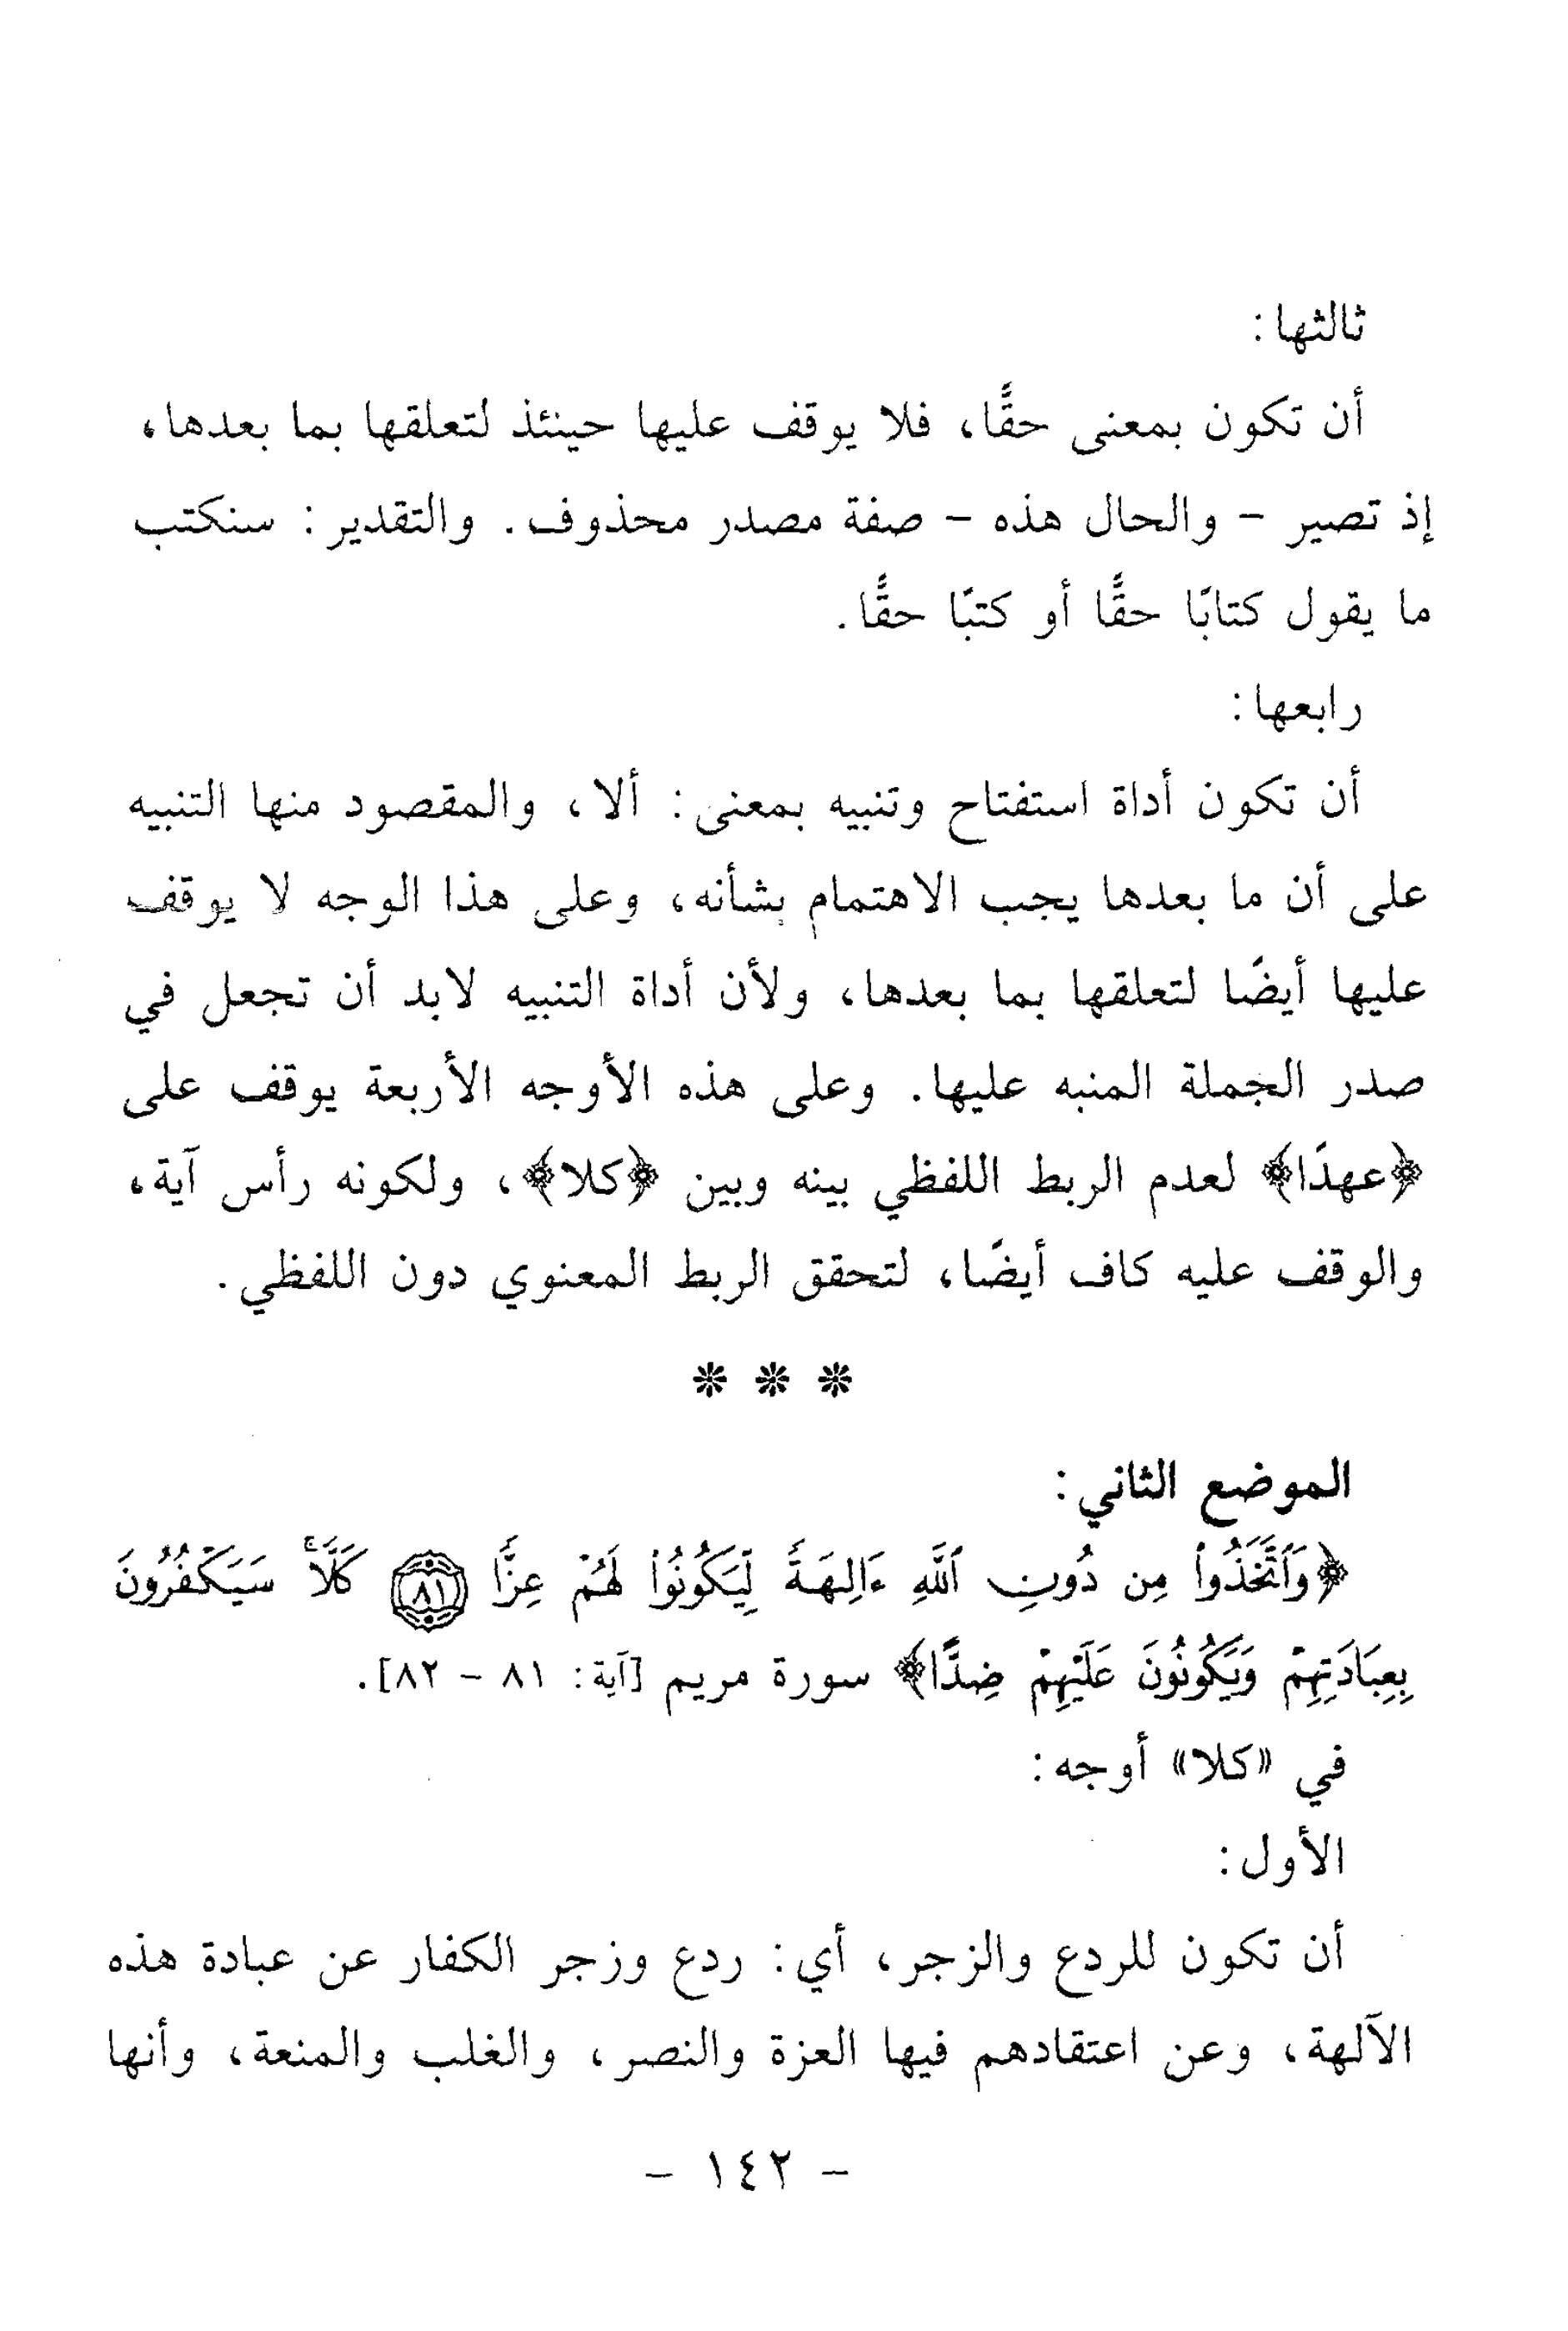 ثالثها:
أن تكون بمعنى حقًّا، فلا يوقف عليها حينئذ لتعلقها بما بعدها،
إذ تصير - والحال هذه - صفة مصدر محذوف. والتقدير: سنكتب
ما يقول كتابًا حقًّا أو كتبًا حقًّا.
رابعها:
أن تكون أداة استفتاح وتنبيه بمعنى: ألا، والمقصود منها التنبيه
على أن ما بعدها يجب الاهتمام بشأنه، وعلى هذا الوجه لا يوقف
عليها أيضًا لتعلقها بما بعدها، ولأن أداة التنبيه لابد أن تجعل في
صدر الجملة المنبه عليها. وعلى هذه الأوجه الأربعة يوقف على
﴿عهدًا﴾ لعدم الربط اللفظي بينه وبين ﴿كلا﴾، ولكونه رأس آية،
والوقف عليه كاف أيضًا، لتحقق الربط المعنوي دون اللفظي.
* * *
الموضع الثاني:
﴿وَٱتَّخَذُوا۟ مِن دُونِ ٱللَّهِ ءَالِهَةً لِّيَكُونُوا۟ لَهُمْ عِزًّا ٨١ كَلَّا ۚ سَيَكْفُرُونَ
بِعِبَادَتِهِمْ وَيَكُونُونَ عَلَيْهِمْ ضِدًّا﴾ سورة مريم [آية: ٨١ - ٨٢].
في «كلا» أوجه:
الأول:
أن تكون للردع والزجر، أي: ردع وزجر الكفار عن عبادة هذه
الآلهة، وعن اعتقادهم فيها العزة والنصر، والغلب والمنعة، وأنها
- ١٤٢ -